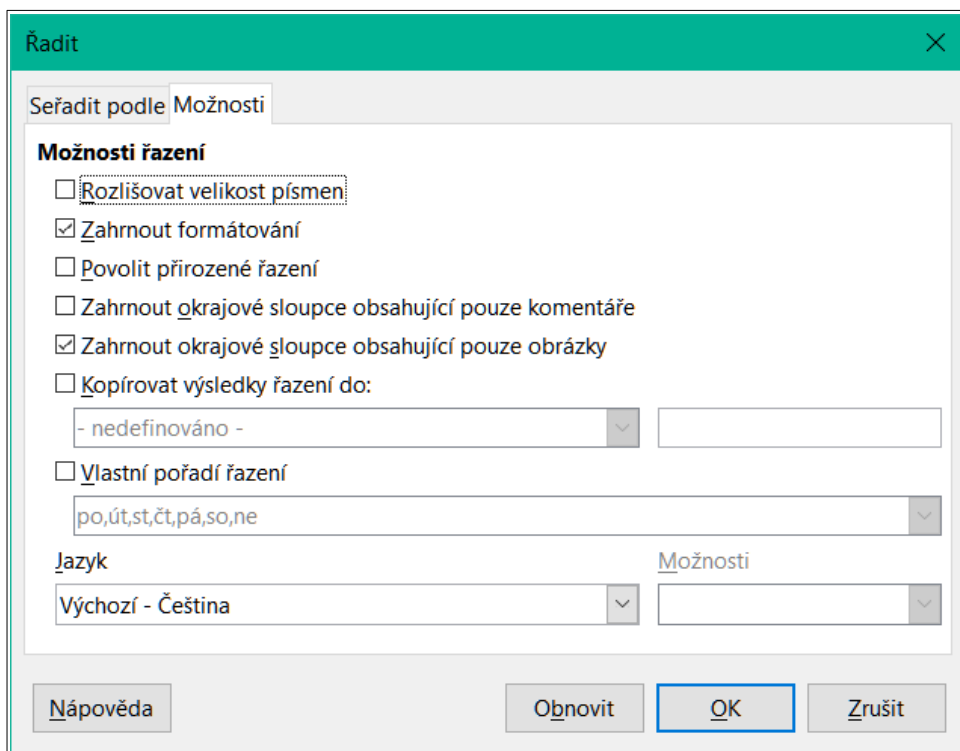 Řadit
Seřadit podle Možnosti
Možnosti řazení
Rozlišovat velikost písmen
Zahrnout formátování
Povolit přirozené řazení
Zahrnout okrajové sloupce obsahující pouze komentáře
Zahrnout okrajové sloupce obsahující pouze obrázky
Kopírovat výsledky řazení do:
- nedefinováno -
Vlastní pořadí řazení
po,út,st,čt,pá,so,ne
Jazyk Možnosti
Výchozí - Čeština
Nápověda Obnovit OK Zrušit